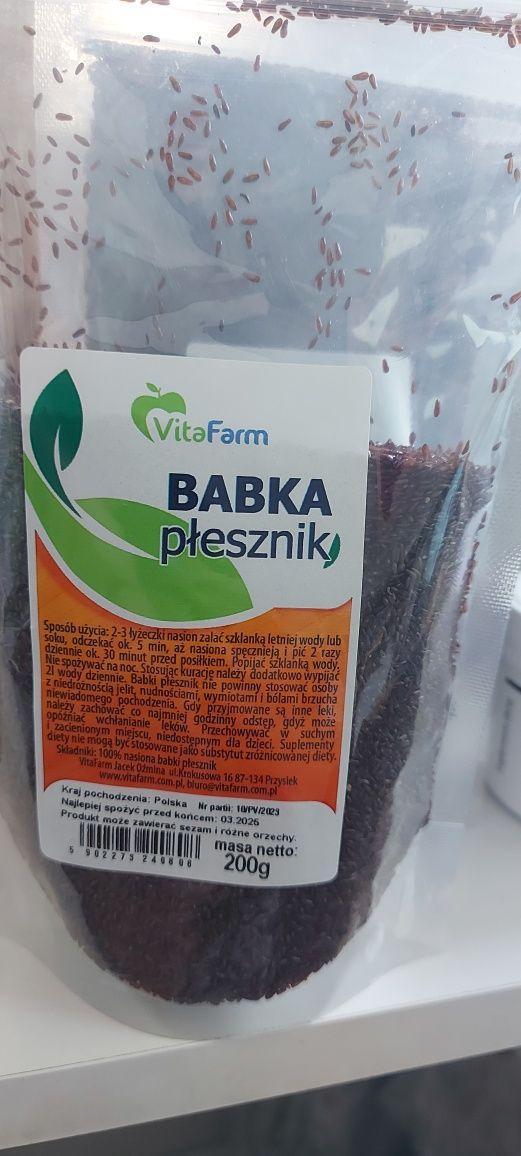 VitaFarm
BABKA
płesznik
Sposób użycia: 2-3 łyżeczki nasion zalać szklanką letniej wody lub
soku, odczekać ok. 5 min, aż nasiona spęcznieją i pić 2 razy
dziennie ok. 30 minut przed posiłkiem. Popijać szklanką wody.
Nie spożywać na noc. Stosując kurację należy dodatkowo wypijać
2l wody dziennie. Babki płesznik nie powinny stosować osoby
z niedrożnością jelit, nudnościami, wymiotami i bólami brzucha
niewiadomego pochodzenia. Gdy przyjmowane są inne leki,
należy zachować co najmniej godzinny odstęp, gdyż może
opóźniać wchłanianie leków. Przechowywać w suchym
i zacienionym miejscu, niedostępnym dla dzieci. Suplementy
diety nie mogą być stosowane jako substytut zróżnicowanej diety.
Składniki: 100% nasiona babki płesznik
VitaFarm Jacek Oźmina ul.Krokusowa 16 87-134 Przysiek
www.vitafarm.com.pl, biuro@vitafarm.com.pl
Kraj pochodzenia: Polska Nr partii: 10/PV/2023
Najlepiej spożyć przed końcem: 03.2025
Produkt może zawierać sezam i różne orzechy.
masa netto:
5 902273 240808
200g